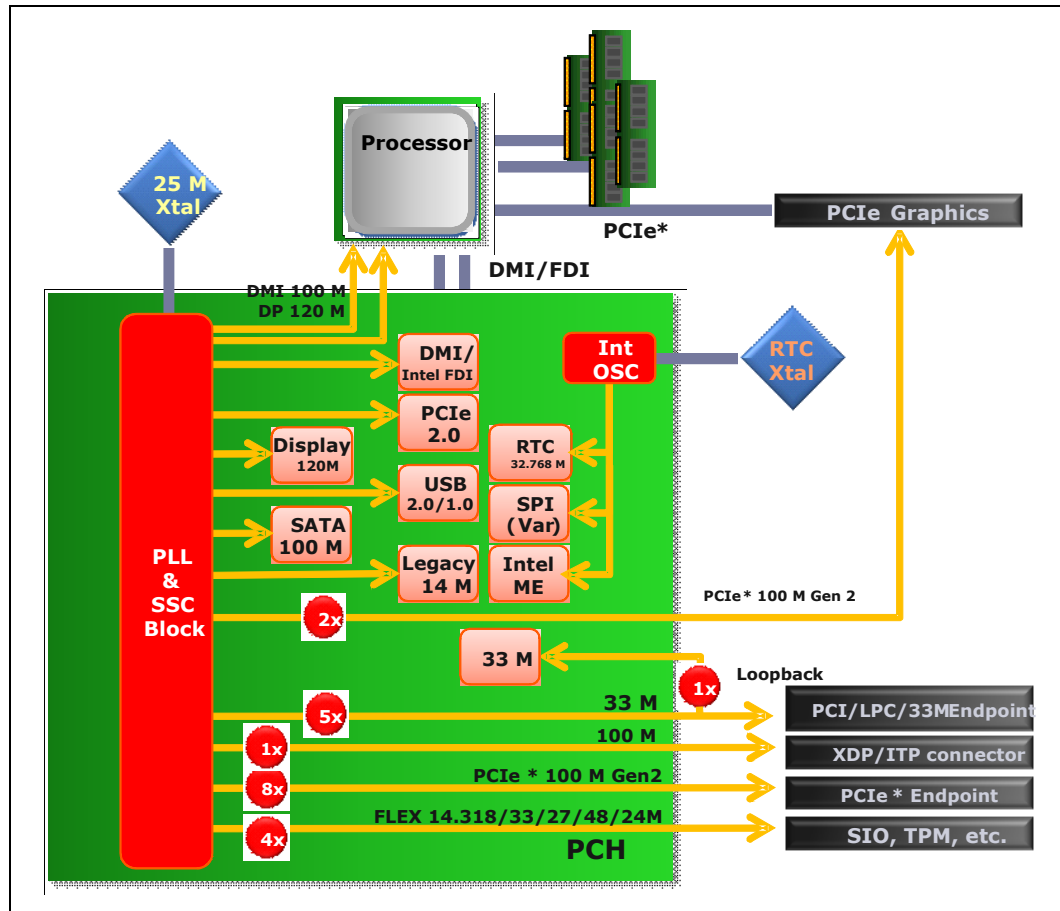 Processor
25 M
Xtal
PCIe*
PCIe Graphics
DMI/FDI
DMI 100 M
DP 120 M
DMI/
Intel FDI
Int
OSC
RTC
Xtal
PCIe
2.0
Display
120M
RTC
32.768 M
USB
2.0/1.0
SPI
(Var)
SATA
100 M
Legacy
14 M
Intel
ME
PLL
&
SSC
Block
2x
PCIe* 100 M Gen 2
33 M
1x
Loopback
5x
33 M
PCI/LPC/33MEndpoint
1x
100 M
XDP/ITP connector
8x
PCIe * 100 M Gen2
PCIe * Endpoint
4x
FLEX 14.318/33/27/48/24M
SIO, TPM, etc.
PCH